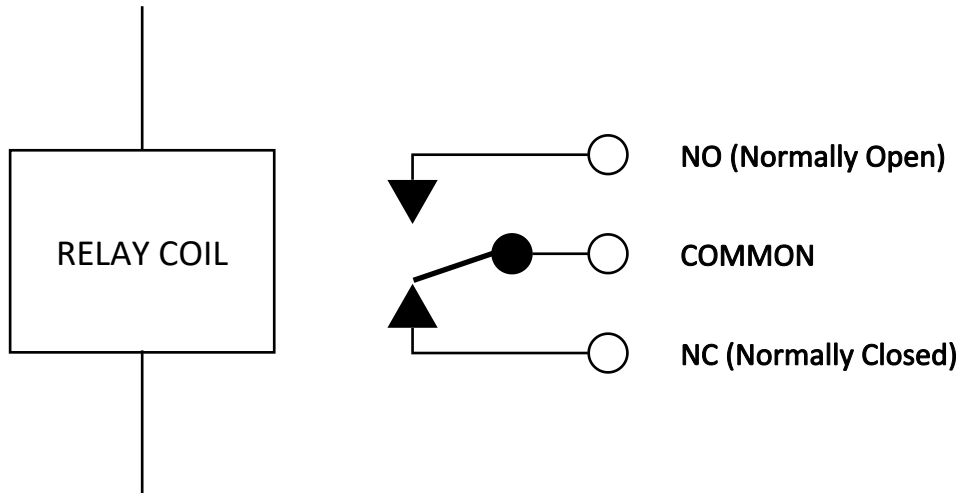 RELAY COIL
NO (Normally Open)
COMMON
NC (Normally Closed)